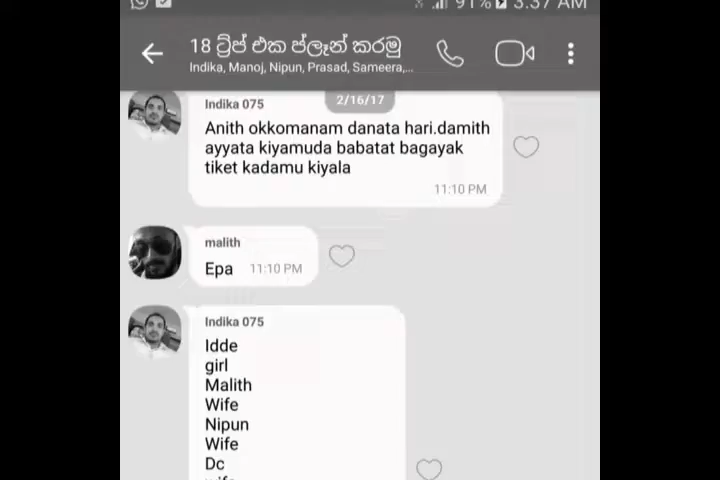 91% 3:37 AM
18 ට්‍රිප් එක ප්ලෑන් කරමු
Indika, Manoj, Nipun, Prasad, Sameera,...
2/16/17
Indika 075
Anith okkomanam danata hari.damith
ayyata kiyamuda babatat bagayak
tiket kadamu kiyala
11:10 PM
malith
Epa 11:10 PM
Indika 075
Idde
girl
Malith
Wife
Nipun
Wife
Dc
wife